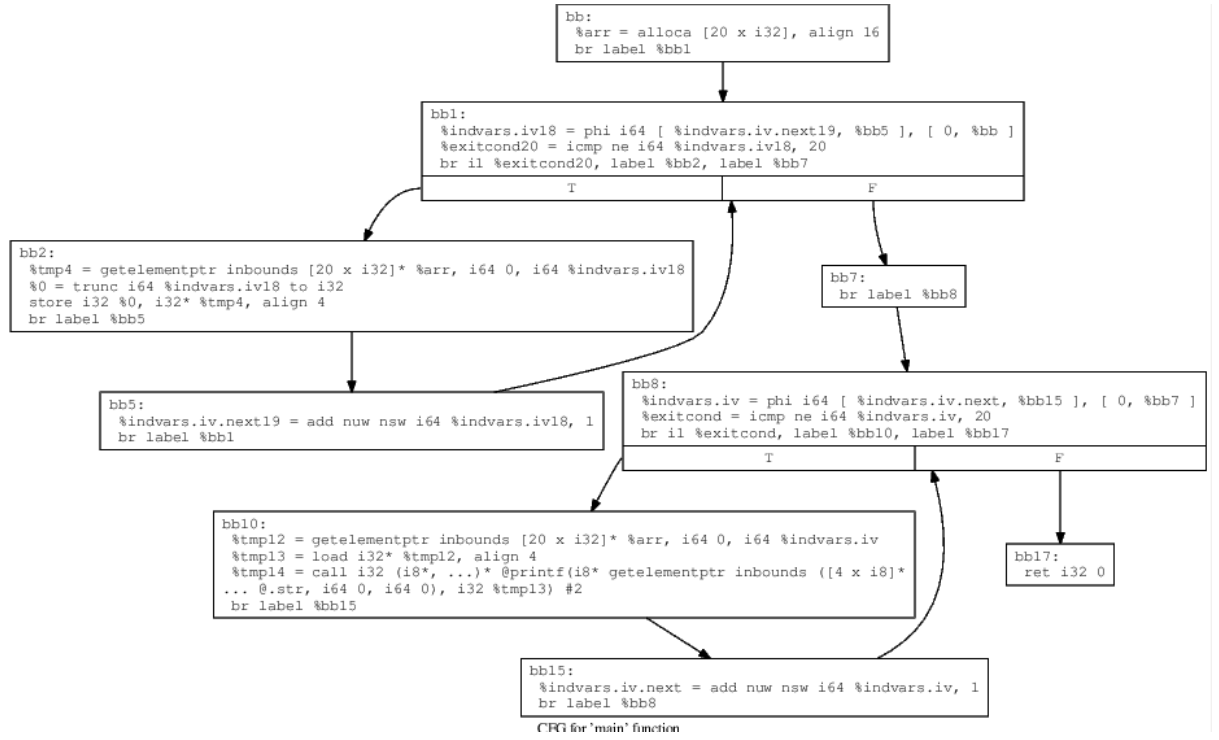 bb:
%arr = alloca [20 x i32], align 16
br label %bb1
bb1:
%indvars.iv18 = phi i64 [ %indvars.iv.next19, %bb5 ], [ 0, %bb ]
%exitcond20 = icmp ne i64 %indvars.iv18, 20
br i1 %exitcond20, label %bb2, label %bb7
T
F
bb2:
%tmp4 = getelementptr inbounds [20 x i32]* %arr, i64 0, i64 %indvars.iv18
%0 = trunc i64 %indvars.iv18 to i32
store i32 %0, i32* %tmp4, align 4
br label %bb5
bb7:
br label %bb8
bb5:
%indvars.iv.next19 = add nuw nsw i64 %indvars.iv18, 1
br label %bb1
bb8:
%indvars.iv = phi i64 [ %indvars.iv.next, %bb15 ], [ 0, %bb7 ]
%exitcond = icmp ne i64 %indvars.iv, 20
br i1 %exitcond, label %bb10, label %bb17
T
F
bb10:
%tmp12 = getelementptr inbounds [20 x i32]* %arr, i64 0, i64 %indvars.iv
%tmp13 = load i32* %tmp12, align 4
%tmp14 = call i32 (i8*, ...)* @printf(i8* getelementptr inbounds ([4 x i8]*
... @.str, i64 0, i64 0), i32 %tmp13) #2
br label %bb15
bb17:
ret i32 0
bb15:
%indvars.iv.next = add nuw nsw i64 %indvars.iv, 1
br label %bb8
CFG for 'main' function